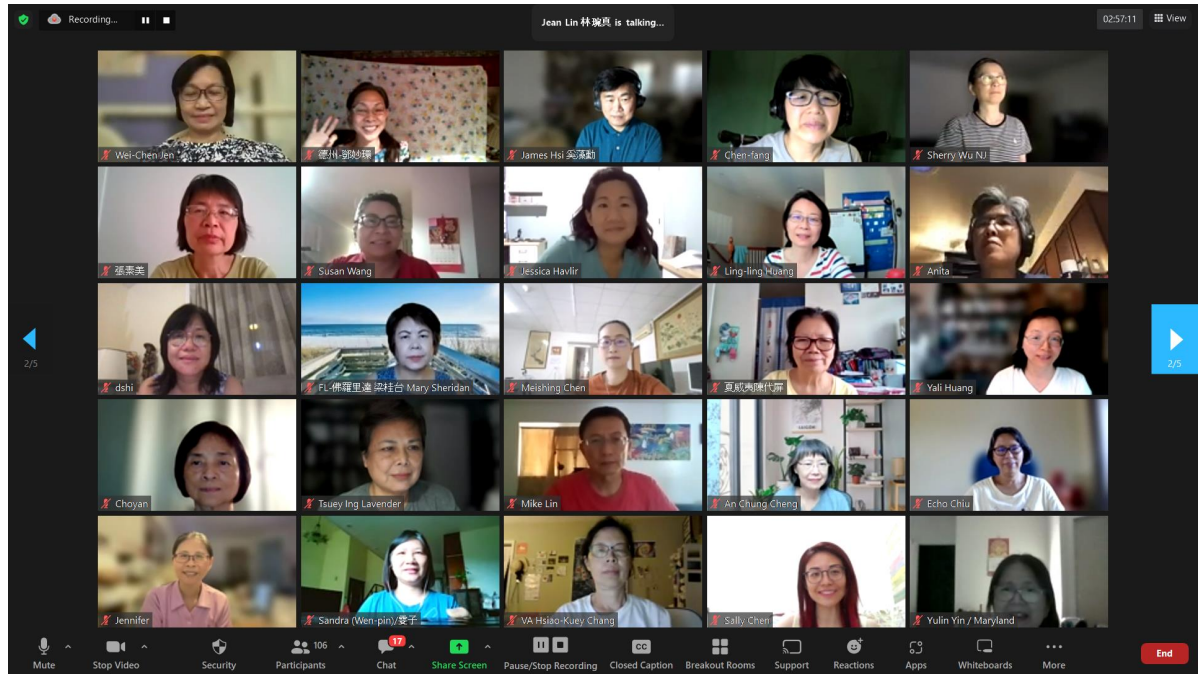 Recording...
Jean Lin 林琬真 is talking...
02:57:11
View
Wei-Chen Jen
德州-鄧妙環
James Hsi 奚藻勳
Chen-fang
Sherry Wu NJ
張素美
Susan Wang
Jessica Havlir
Ling-ling Huang
Anita
2/5
2/5
dshi
FL-佛羅里達 梁桂台 Mary Sheridan
Meishing Chen
夏威夷陳代屏
Yali Huang
Choyan
Tsuey Ing Lavender
Mike Lin
An Chung Cheng
Echo Chiu
Jennifer
Sandra (Wen-pin)/雯子
VA Hsiao-Kuey Chang
Sally Chen
Yulin Yin / Maryland
106
17
CC
Mute
Stop Video
Security
Participants
Chat
Share Screen
Pause/Stop Recording
Closed Caption
Breakout Rooms
Support
Reactions
Apps
Whiteboards
More
End